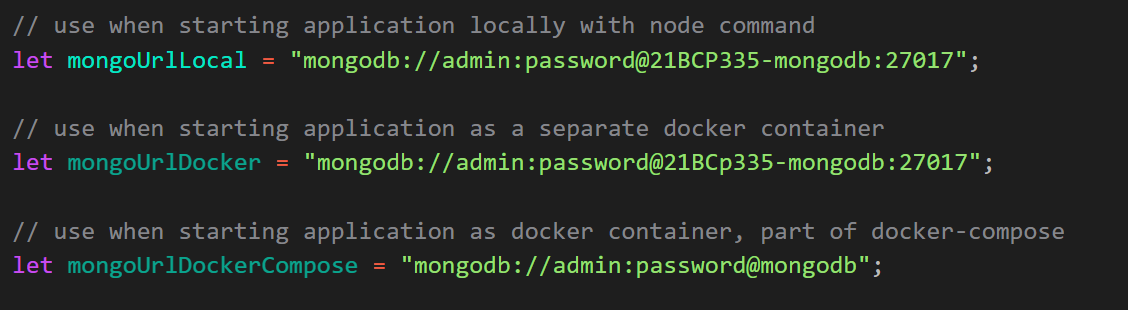 // use when starting application locally with node command
let mongoUrlLocal = "mongodb://admin:password@21BCP335-mongodb:27017";
// use when starting application as a separate docker container
let mongoUrlDocker = "mongodb://admin:password@21BCp335-mongodb:27017";
// use when starting application as docker container, part of docker-compose
let mongoUrlDockerCompose = "mongodb://admin:password@mongodb";